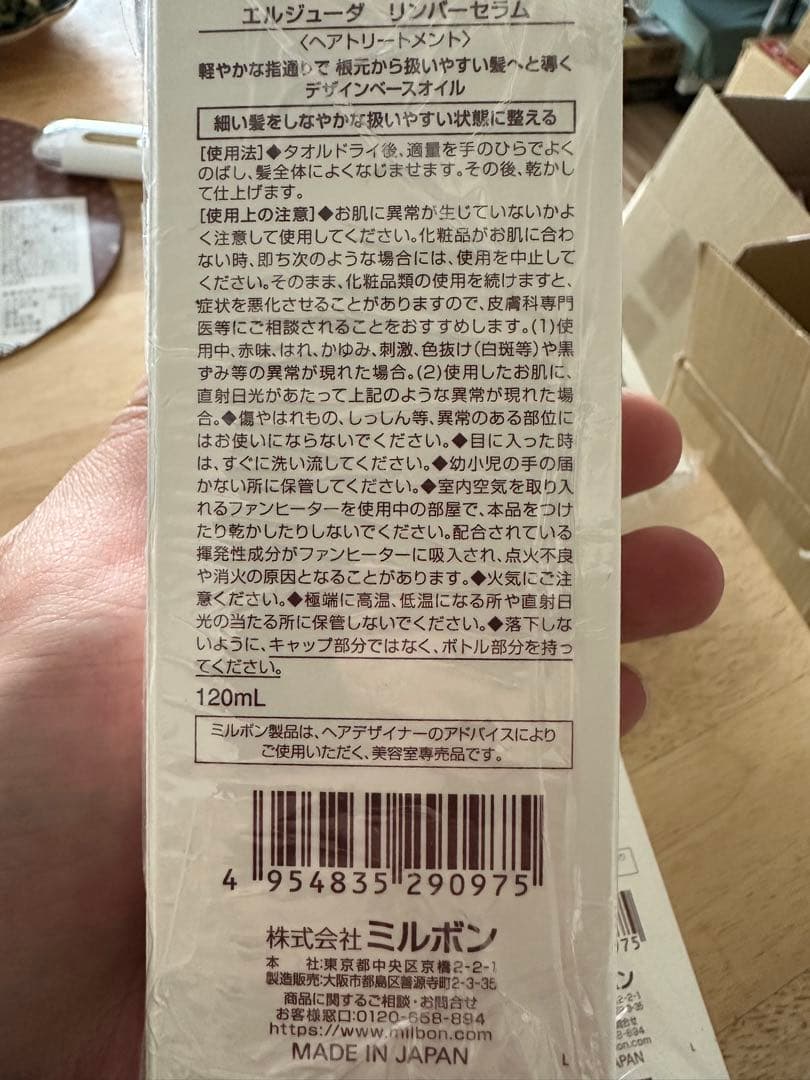 エルジューダ リンバーセラム
〈ヘアトリートメント〉
軽やかな指通りで 根元から扱いやすい髪へと導く
デザインベースオイル
細い髪をしなやかな扱いやすい状態に整える
[使用法]◆タオルドライ後、適量を手のひらでよく
のばし、髪全体によくなじませます。その後、乾かし
て仕上げます。
[使用上の注意]◆お肌に異常が生じていないかよ
く注意して使用してください。化粧品がお肌に合わ
ない時、即ち次のような場合には、使用を中止して
ください。そのまま、化粧品類の使用を続けますと、
症状を悪化させることがありますので、皮膚科専門
医等にご相談されることをおすすめします。(1)使
用中、赤味、はれ、かゆみ、刺激、色抜け(白斑等)や黒
ずみ等の異常が現れた場合。(2)使用したお肌に、
直射日光があたって上記のような異常が現れた場
合。◆傷やはれもの、しっしん等、異常のある部位に
はお使いにならないでください。◆目に入った時
は、すぐに洗い流してください。◆幼小児の手の届
かない所に保管してください。◆室内空気を取り入
れるファンヒーターを使用中の部屋で、本品をつけ
たり乾かしたりしないでください。配合されている
揮発性成分がファンヒーターに吸入され、点火不良
や消火の原因となることがあります。◆火気にご注
意ください。◆極端に高温、低温になる所や直射日
光の当たる所に保管しないでください。◆落下しな
いように、キャップ部分ではなく、ボトル部分を持っ
てください。
120mL
ミルボン製品は、ヘアデザイナーのアドバイスにより
ご使用いただく、美容室専売品です。
4 954835 290975
株式会社 ミルボン
本 社:東京都中央区京橋2-2-1
製造販売:大阪市都島区善源寺町2-3-35
商品に関するご相談・お問合せ
お客様窓口:0120-658-894
https://www.milbon.com
MADE IN JAPAN
L
975
ン
2-2-1
3-35
問合せ
8-894
on.com
APAN
L